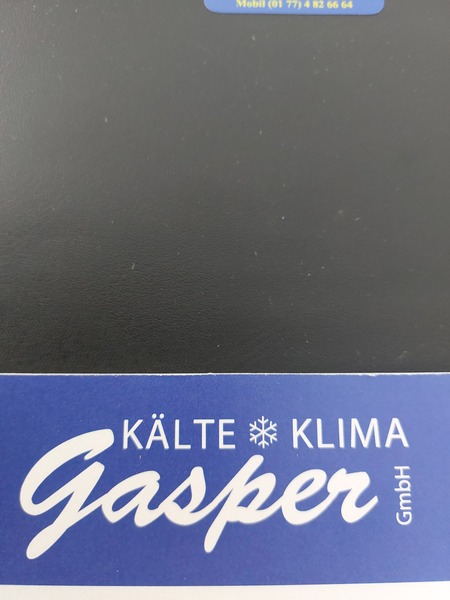 Mobil (01 77) 4 82 66 64
KÄLTE KLIMA
Gasper
GmbH